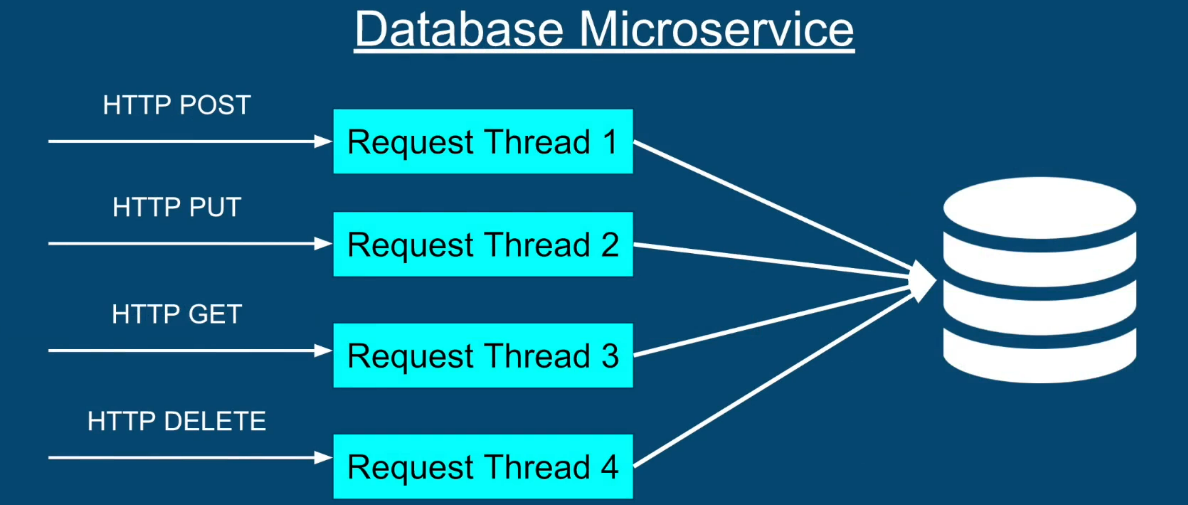 Database Microservice
HTTP POST
Request Thread 1
HTTP PUT
Request Thread 2
HTTP GET
Request Thread 3
HTTP DELETE
Request Thread 4